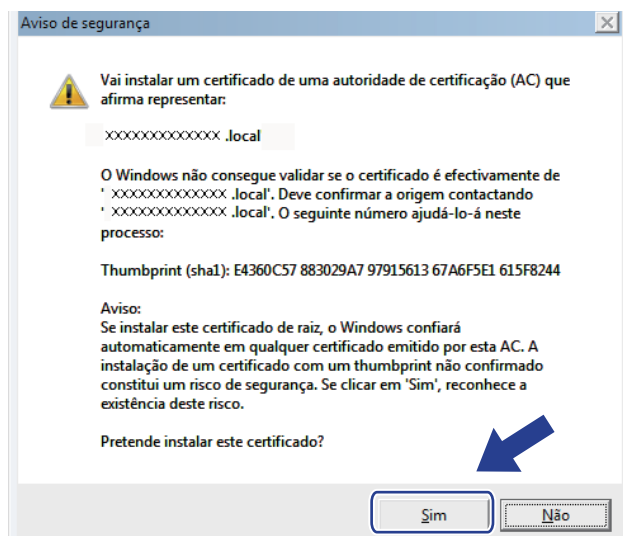 Aviso de segurança
Vai instalar um certificado de uma autoridade de certificação (AC) que
afirma representar:
XXXXXXXXXXXXX .local
O Windows não consegue validar se o certificado é efectivamente de
' XXXXXXXXXXXXX .local'. Deve confirmar a origem contactando
' XXXXXXXXXXXXX .local'. O seguinte número ajudá-lo-á neste
processo:
Thumbprint (sha1): E4360C57 883029A7 97915613 67A6F5E1 615F8244
Aviso:
Se instalar este certificado de raiz, o Windows confiará
automaticamente em qualquer certificado emitido por esta AC. A
instalação de um certificado com um thumbprint não confirmado
constitui um risco de segurança. Se clicar em 'Sim', reconhece a
existência deste risco.
Pretende instalar este certificado?
Sim Não